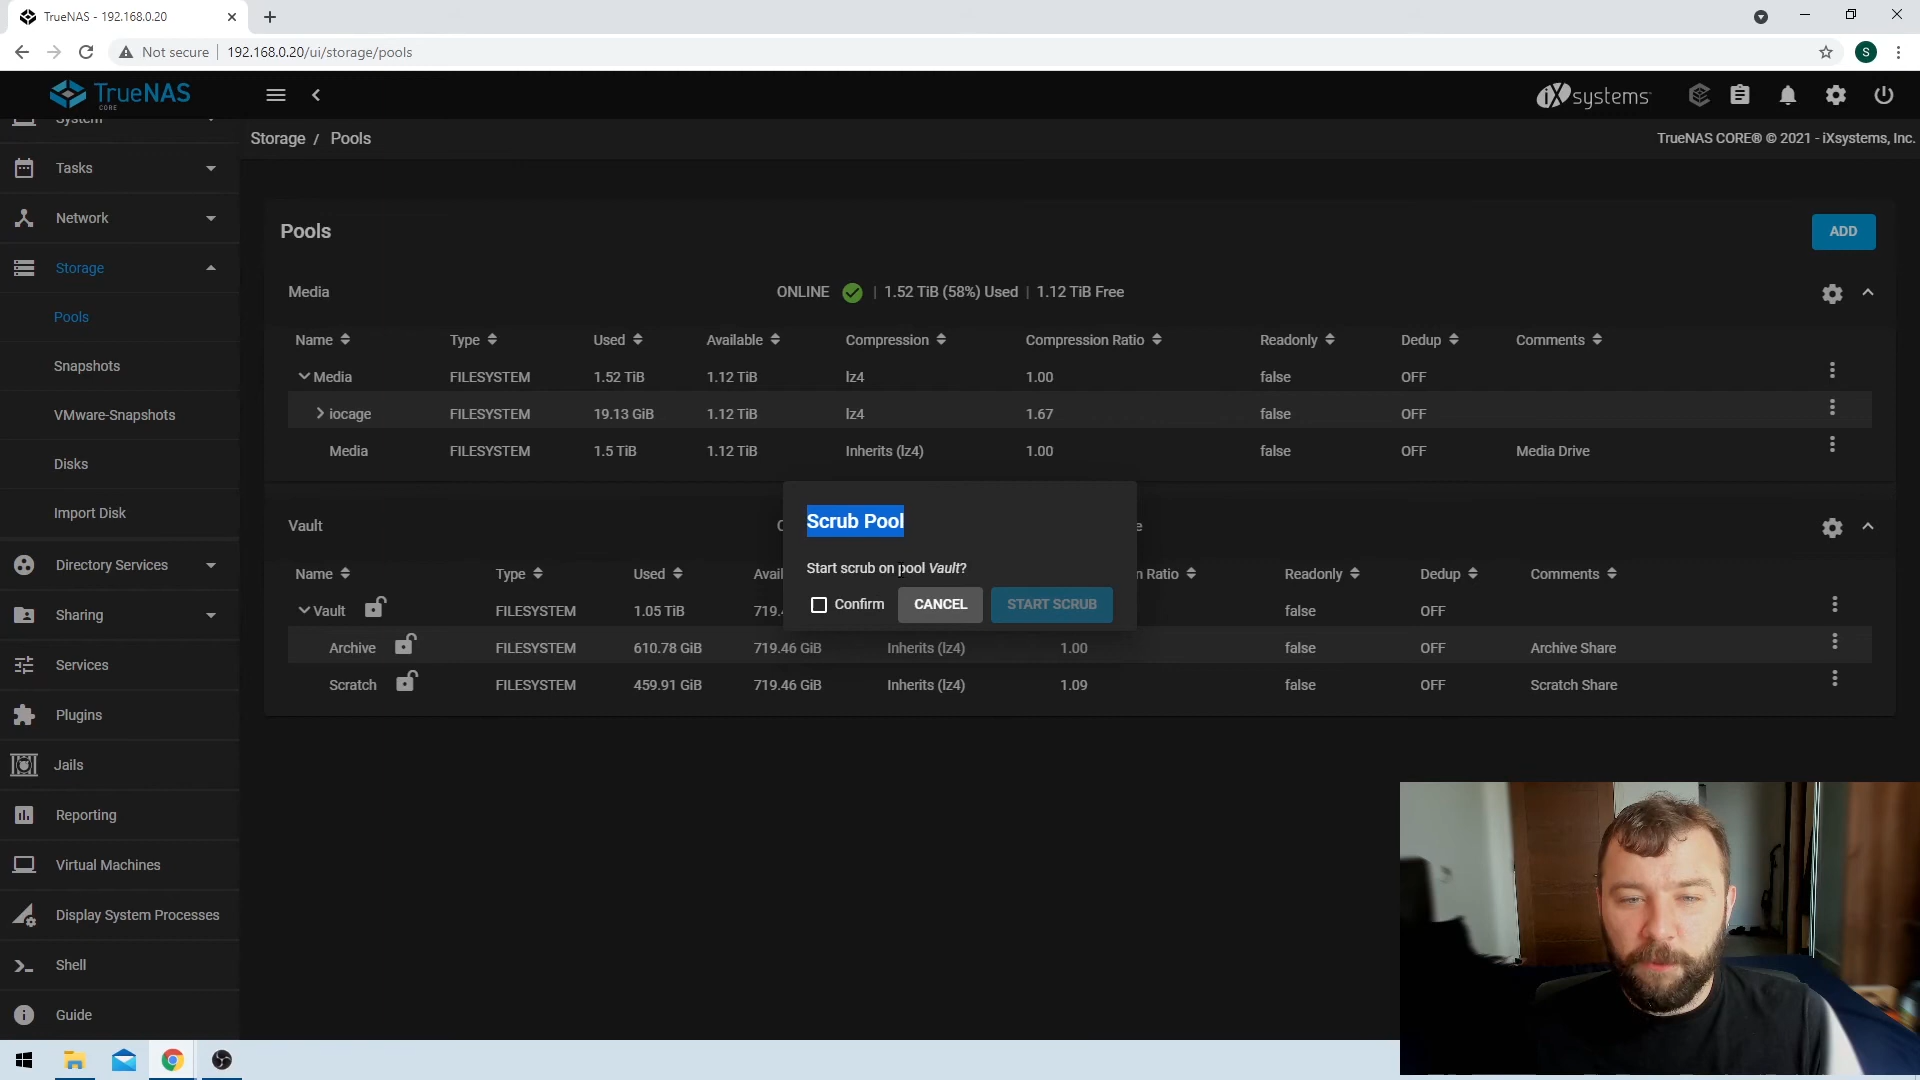 TrueNAS - 192.168.0.20
Not secure 192.168.0.20/ui/storage/pools
TrueNAS CORE
iXsystems
Storage / Pools
TrueNAS CORE® © 2021 - iXsystems, Inc.
System
Tasks
Network
Storage
Pools
Snapshots
VMware-Snapshots
Disks
Import Disk
Directory Services
Sharing
Services
Plugins
Jails
Reporting
Virtual Machines
Display System Processes
Shell
Guide
Pools
ADD
Media ONLINE | 1.52 TiB (58%) Used | 1.12 TiB Free
Name Type Used Available Compression Compression Ratio Readonly Dedup Comments
Media FILESYSTEM 1.52 TiB 1.12 TiB lz4 1.00 false OFF
iocage FILESYSTEM 19.13 GiB 1.12 TiB lz4 1.67 false OFF
Media FILESYSTEM 1.5 TiB 1.12 TiB Inherits (lz4) 1.00 false OFF Media Drive
Vault
Name Type Used Avail n Ratio Readonly Dedup Comments
Vault FILESYSTEM 1.05 TiB 719. false OFF
Archive FILESYSTEM 610.78 GiB 719.46 GiB Inherits (lz4) 1.00 false OFF Archive Share
Scratch FILESYSTEM 459.91 GiB 719.46 GiB Inherits (lz4) 1.09 false OFF Scratch Share
Scrub Pool
Start scrub on pool Vault?
Confirm CANCEL START SCRUB
S